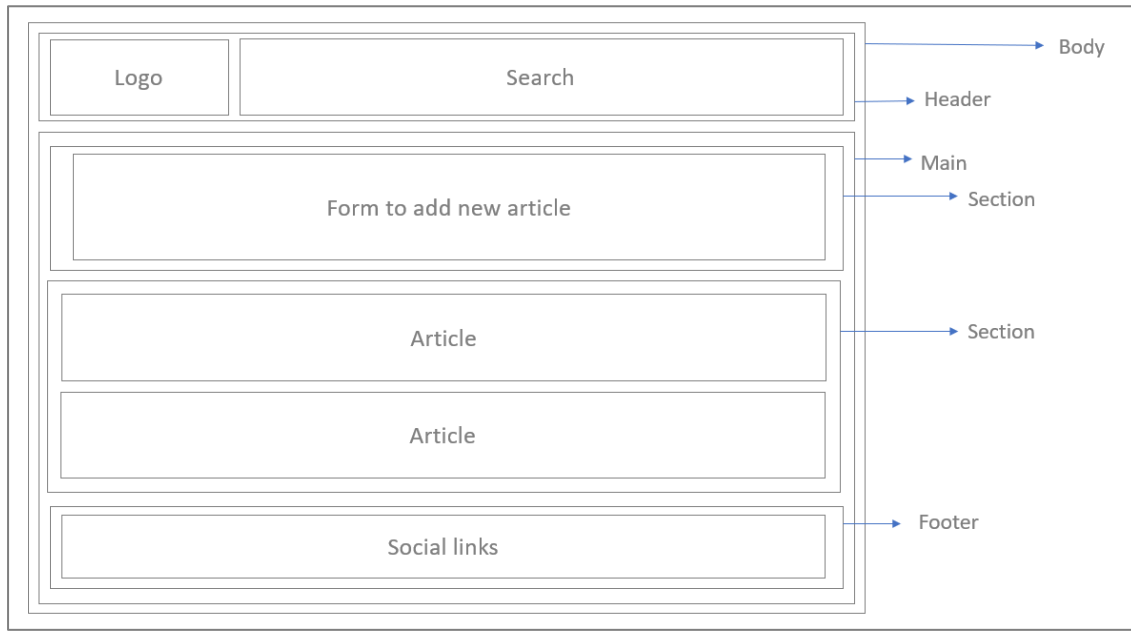 Logo
Search
Body
Header
Main
Section
Form to add new article
Section
Article
Article
Footer
Social links